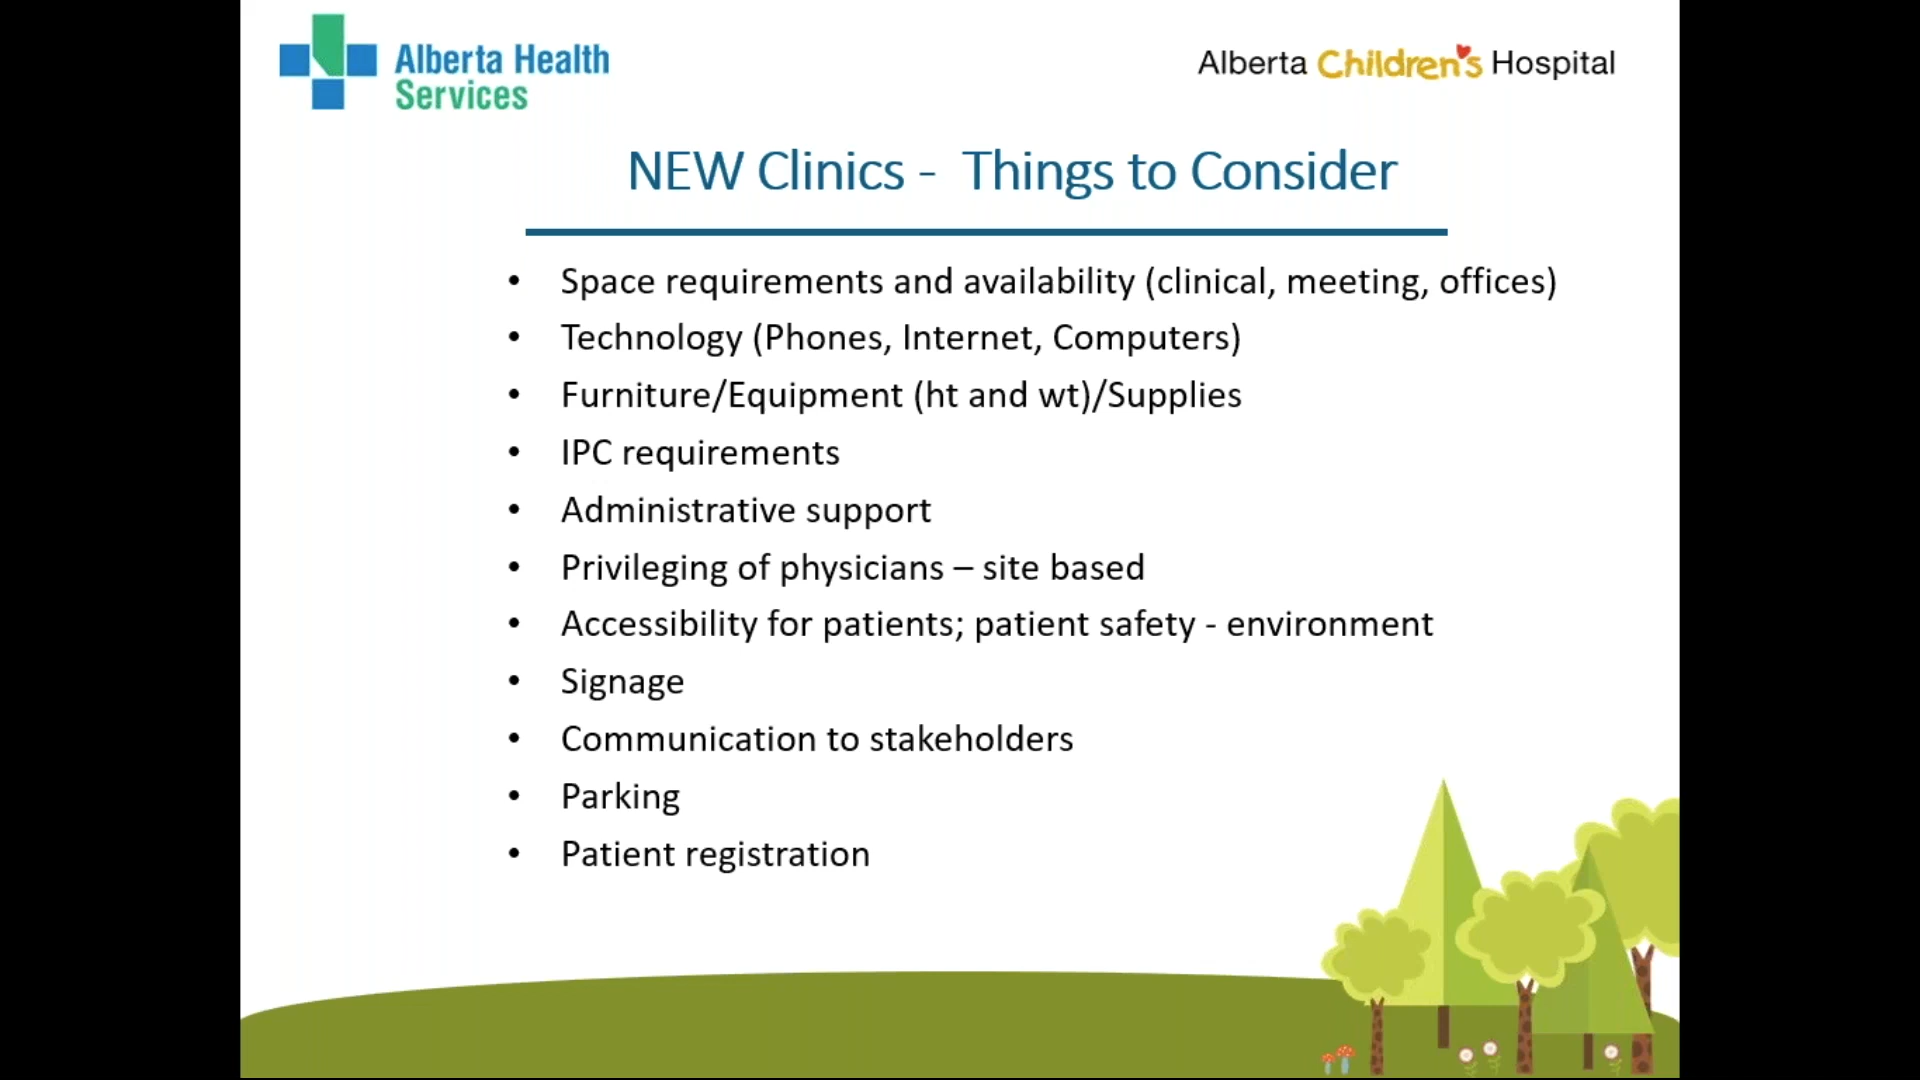 Alberta Health
Services
Alberta Children's Hospital
NEW Clinics - Things to Consider
• Space requirements and availability (clinical, meeting, offices)
• Technology (Phones, Internet, Computers)
• Furniture/Equipment (ht and wt)/Supplies
• IPC requirements
• Administrative support
• Privileging of physicians – site based
• Accessibility for patients; patient safety - environment
• Signage
• Communication to stakeholders
• Parking
• Patient registration